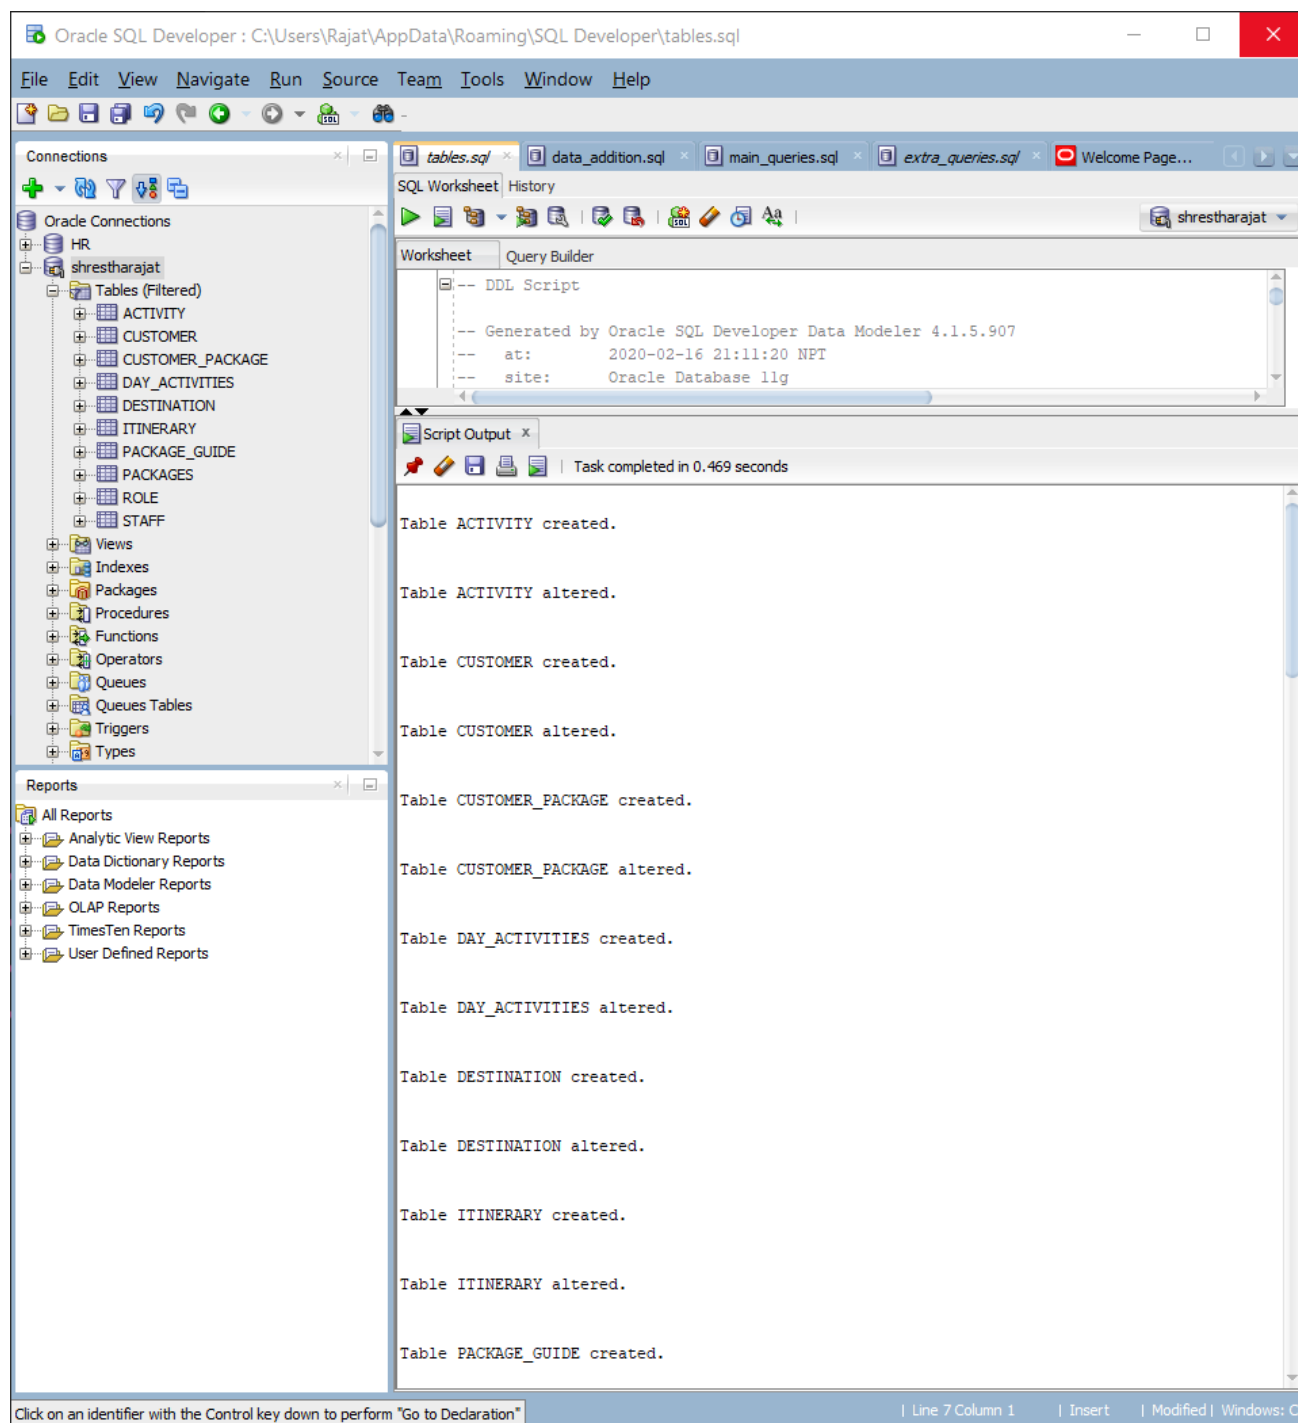 Oracle SQL Developer : C:\Users\Rajat\AppData\Roaming\SQL Developer\tables.sql
File Edit View Navigate Run Source Team Tools Window Help
Connections
Oracle Connections
HR
shrestharajat
Tables (Filtered)
ACTIVITY
CUSTOMER
CUSTOMER_PACKAGE
DAY_ACTIVITIES
DESTINATION
ITINERARY
PACKAGE_GUIDE
PACKAGES
ROLE
STAFF
Views
Indexes
Packages
Procedures
Functions
Operators
Queues
Queues Tables
Triggers
Types
Reports
All Reports
Analytic View Reports
Data Dictionary Reports
Data Modeler Reports
OLAP Reports
TimesTen Reports
User Defined Reports
tables.sql data_addition.sql main_queries.sql extra_queries.sql Welcome Page...
SQL Worksheet History
shrestharajat
Worksheet Query Builder
-- DDL Script
-- Generated by Oracle SQL Developer Data Modeler 4.1.5.907
-- at: 2020-02-16 21:11:20 NPT
-- site: Oracle Database 11g
Script Output
Task completed in 0.469 seconds
Table ACTIVITY created.
Table ACTIVITY altered.
Table CUSTOMER created.
Table CUSTOMER altered.
Table CUSTOMER_PACKAGE created.
Table CUSTOMER_PACKAGE altered.
Table DAY_ACTIVITIES created.
Table DAY_ACTIVITIES altered.
Table DESTINATION created.
Table DESTINATION altered.
Table ITINERARY created.
Table ITINERARY altered.
Table PACKAGE_GUIDE created.
Click on an identifier with the Control key down to perform "Go to Declaration"
| Line 7 Column 1 | Insert | Modified | Windows: C